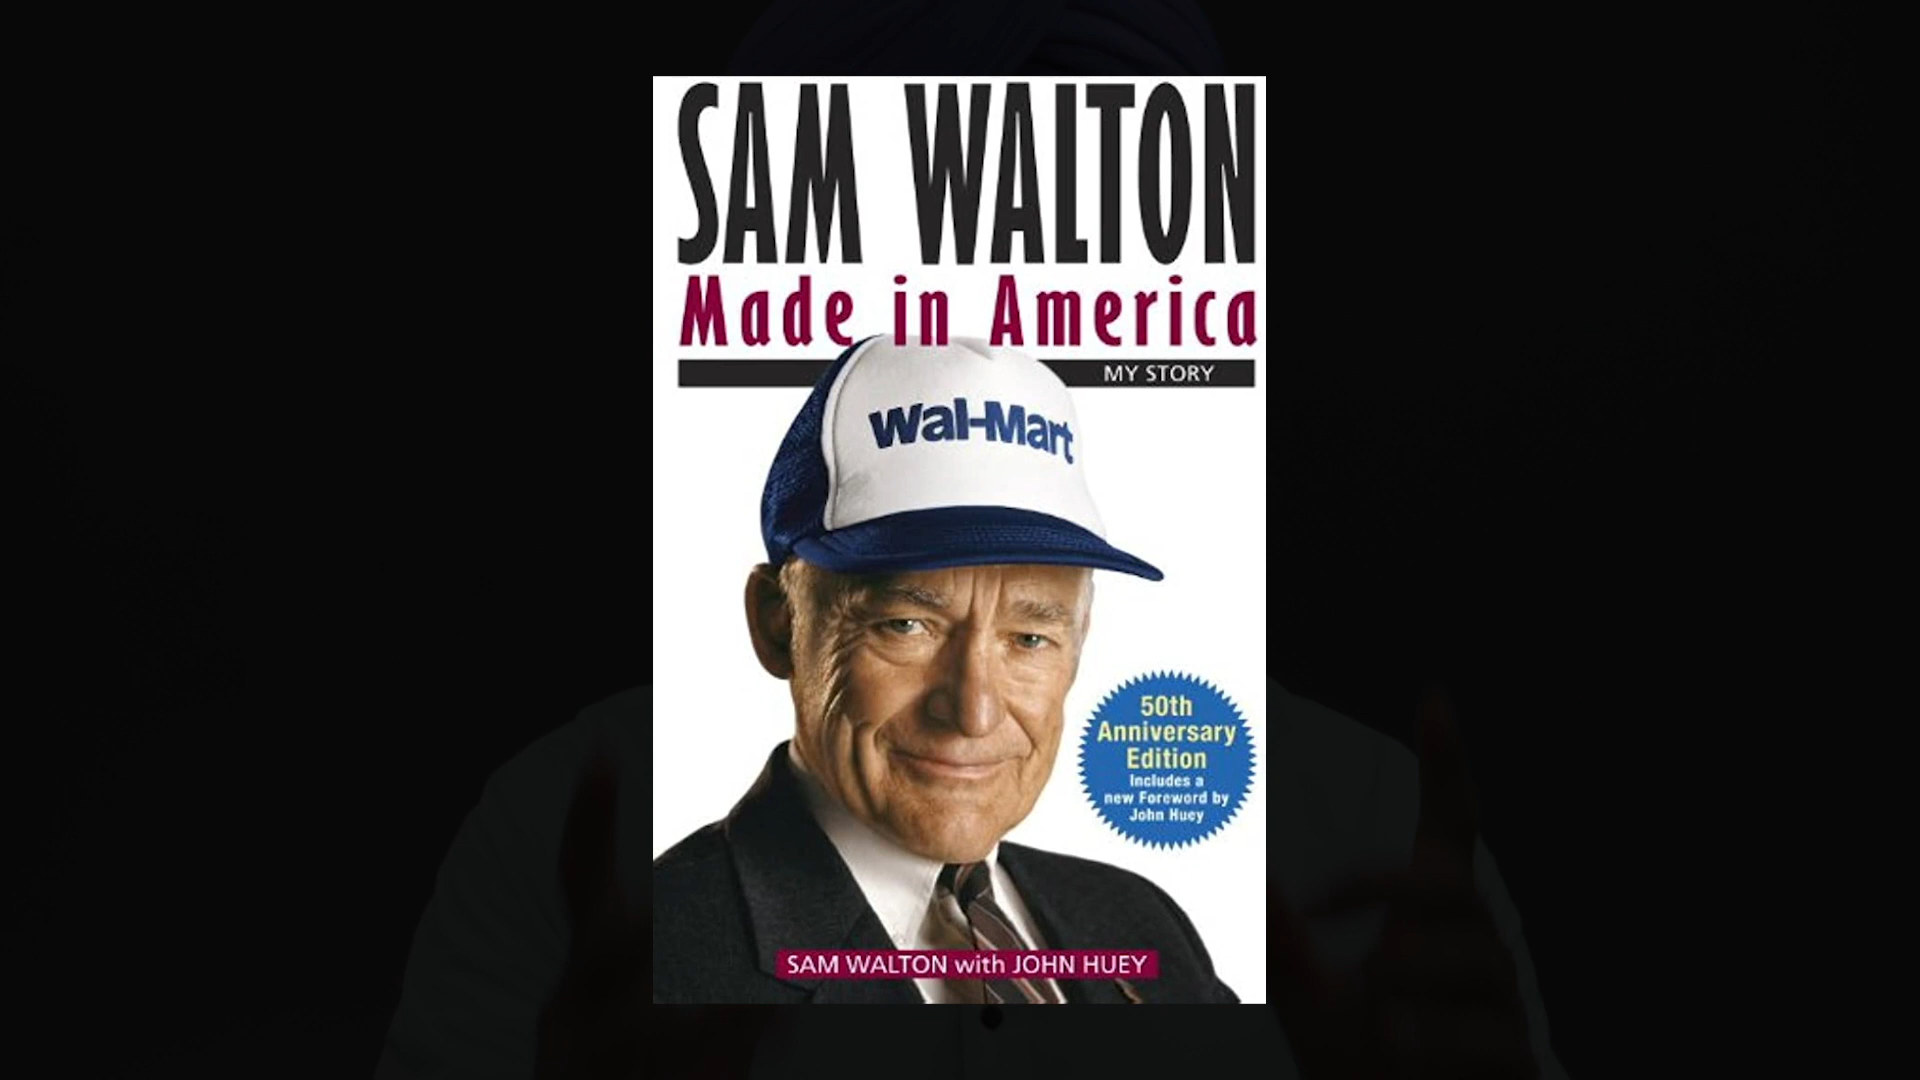 SAM WALTON
Made in America
MY STORY
Wal-Mart
50th
Anniversary
Edition
Includes a
new Foreword by
John Huey
SAM WALTON with JOHN HUEY